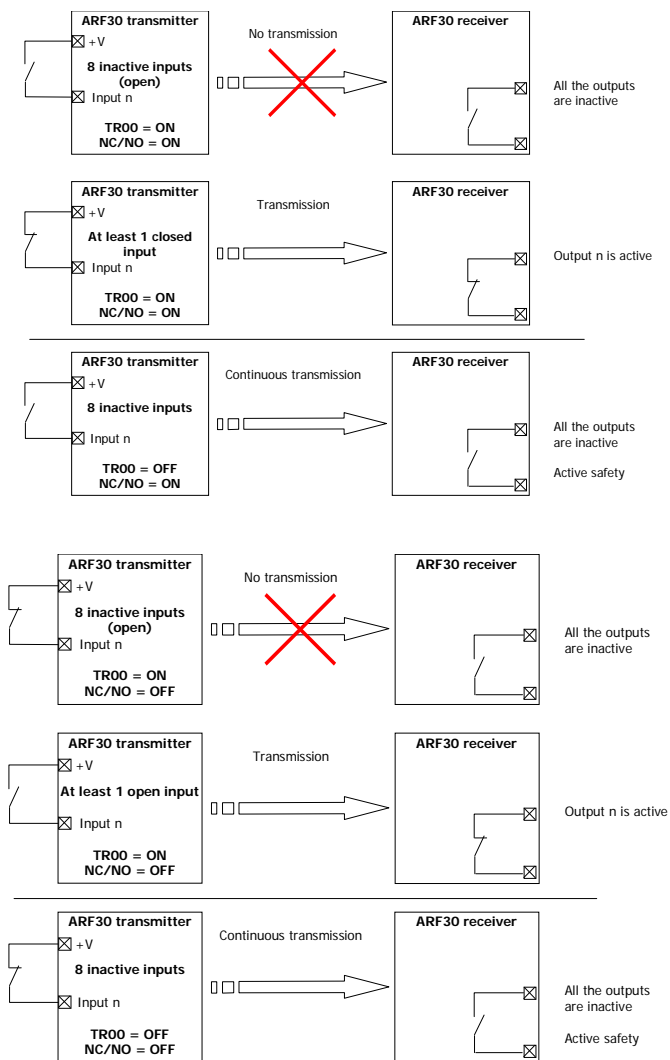 ARF30 transmitter
+V
8 inactive inputs
(open)
Input n
TR00 = ON
NC/NO = ON
No transmission
ARF30 receiver
All the outputs
are inactive
ARF30 transmitter
+V
At least 1 closed
input
Input n
TR00 = ON
NC/NO = ON
Transmission
ARF30 receiver
Output n is active
ARF30 transmitter
+V
8 inactive inputs
Input n
TR00 = OFF
NC/NO = ON
Continuous transmission
ARF30 receiver
All the outputs
are inactive
Active safety
ARF30 transmitter
+V
8 inactive inputs
(open)
Input n
TR00 = ON
NC/NO = OFF
No transmission
ARF30 receiver
All the outputs
are inactive
ARF30 transmitter
+V
At least 1 open input
Input n
TR00 = ON
NC/NO = OFF
Transmission
ARF30 receiver
Output n is active
ARF30 transmitter
+V
8 inactive inputs
Input n
TR00 = OFF
NC/NO = OFF
Continuous transmission
ARF30 receiver
All the outputs
are inactive
Active safety